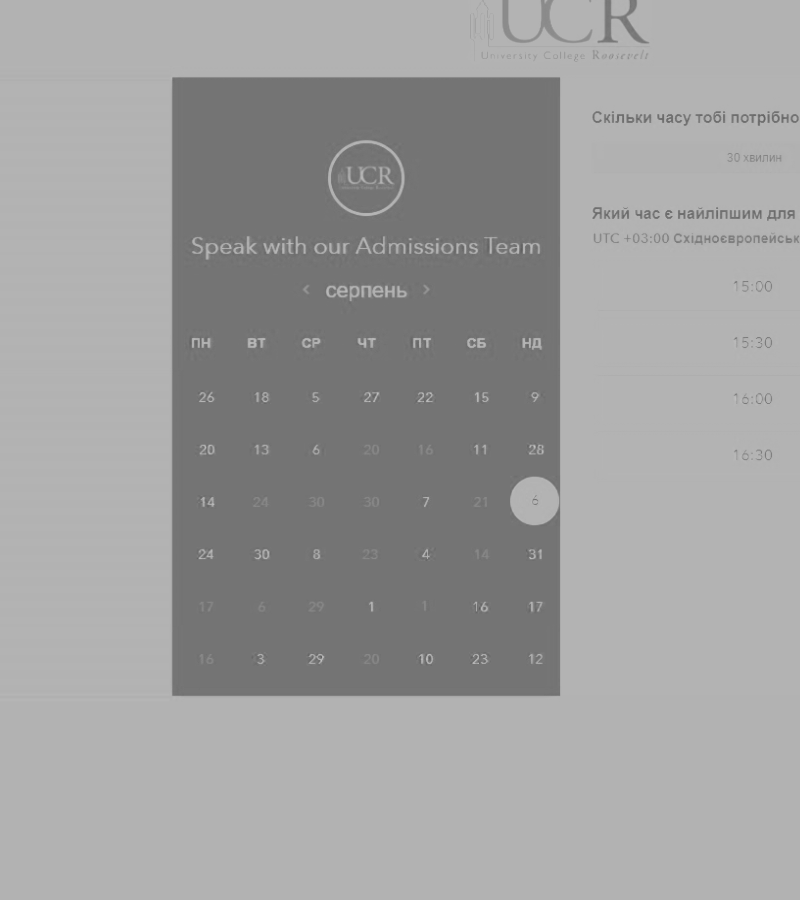 UCR
University College Roosevelt
UCR
Speak with our Admissions Team
серпень
ПН ВТ СР ЧТ ПТ СБ НД
26 18 5 27 22 15 9
20 13 6 20 16 11 28
14 24 30 30 7 21 6
24 30 8 23 4 14 31
17 6 29 1 1 16 17
16 3 29 20 10 23 12
Скільки часу тобі потрібно
30 хвилин
Який час є найліпшим для
UTC +03:00 Східноєвропейськ
15:00
15:30
16:00
16:30